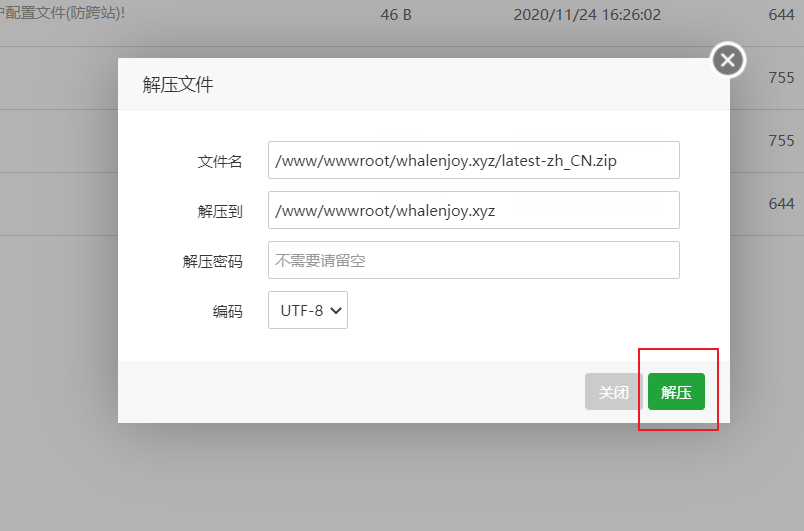 户配置文件(防跨站)! 46 B 2020/11/24 16:26:02 644
解压文件
755
文件名 /www/wwwroot/whalenjoy.xyz/latest-zh_CN.zip
755
解压到 /www/wwwroot/whalenjoy.xyz
644
解压密码 不需要请留空
编码 UTF-8
关闭 解压